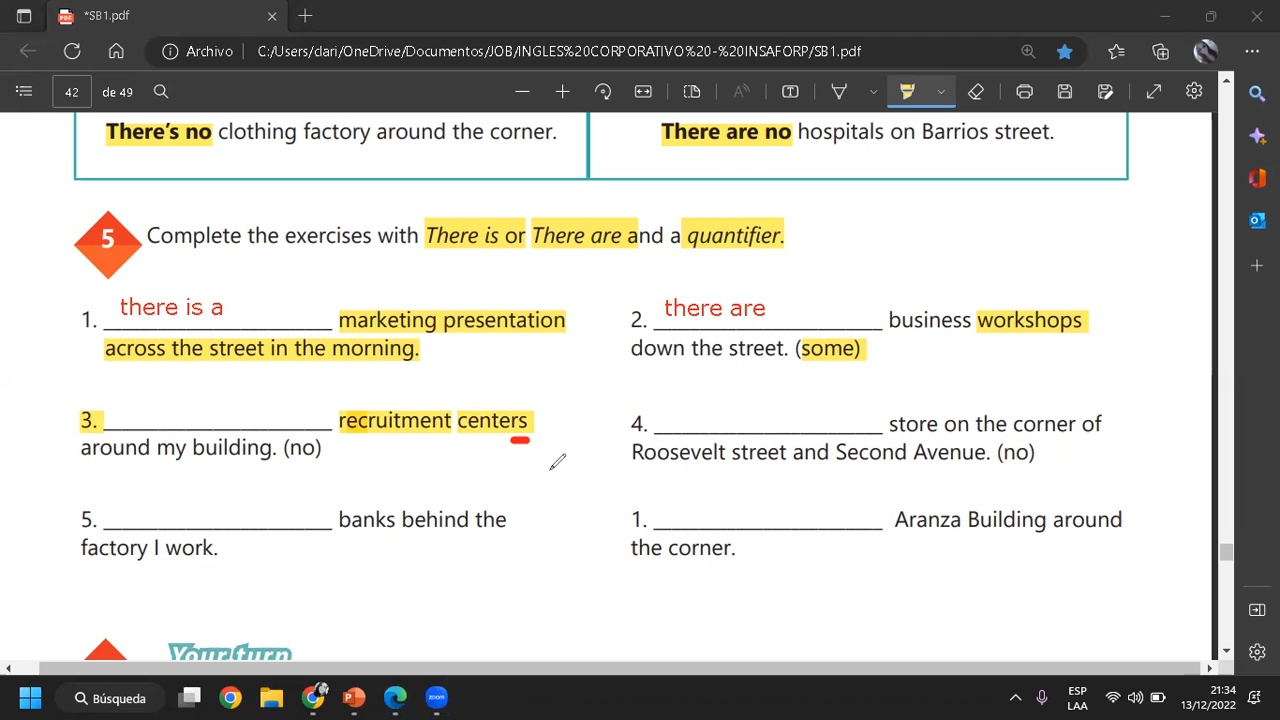 *SB1.pdf
Archivo C:/Users/clari/OneDrive/Documentos/JOB/INGLES%20CORPORATIVO%20-%20INSAFORP/SB1.pdf
42 de 49
There's no clothing factory around the corner.
There are no hospitals on Barrios street.
5 Complete the exercises with There is or There are and a quantifier.
there is a
1. ____________________ marketing presentation
across the street in the morning.
there are
2. ____________________ business workshops
down the street. (some)
3. ____________________ recruitment centers
around my building. (no)
4. ____________________ store on the corner of
Roosevelt street and Second Avenue. (no)
5. ____________________ banks behind the
factory I work.
1. ____________________ Aranza Building around
the corner.
Your turn
Búsqueda
zoom
ESP
LAA
21:34
13/12/2022